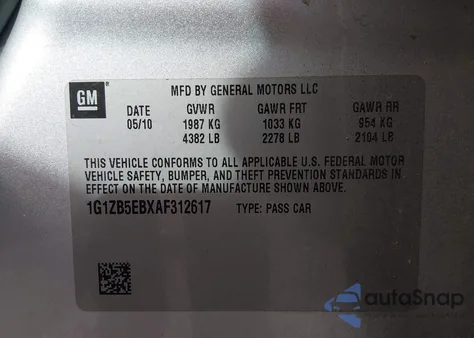 GM
MFD BY GENERAL MOTORS LLC
DATE GVWR GAWR FRT GAWR RR
05/10 1987 KG 1033 KG 954 KG
4382 LB 2278 LB 2104 LB
THIS VEHICLE CONFORMS TO ALL APPLICABLE U.S. FEDERAL MOTOR
VEHICLE SAFETY, BUMPER, AND THEFT PREVENTION STANDARDS IN
EFFECT ON THE DATE OF MANUFACTURE SHOWN ABOVE.
1G1ZB5EBXAF312617 TYPE: PASS CAR
autoSnap